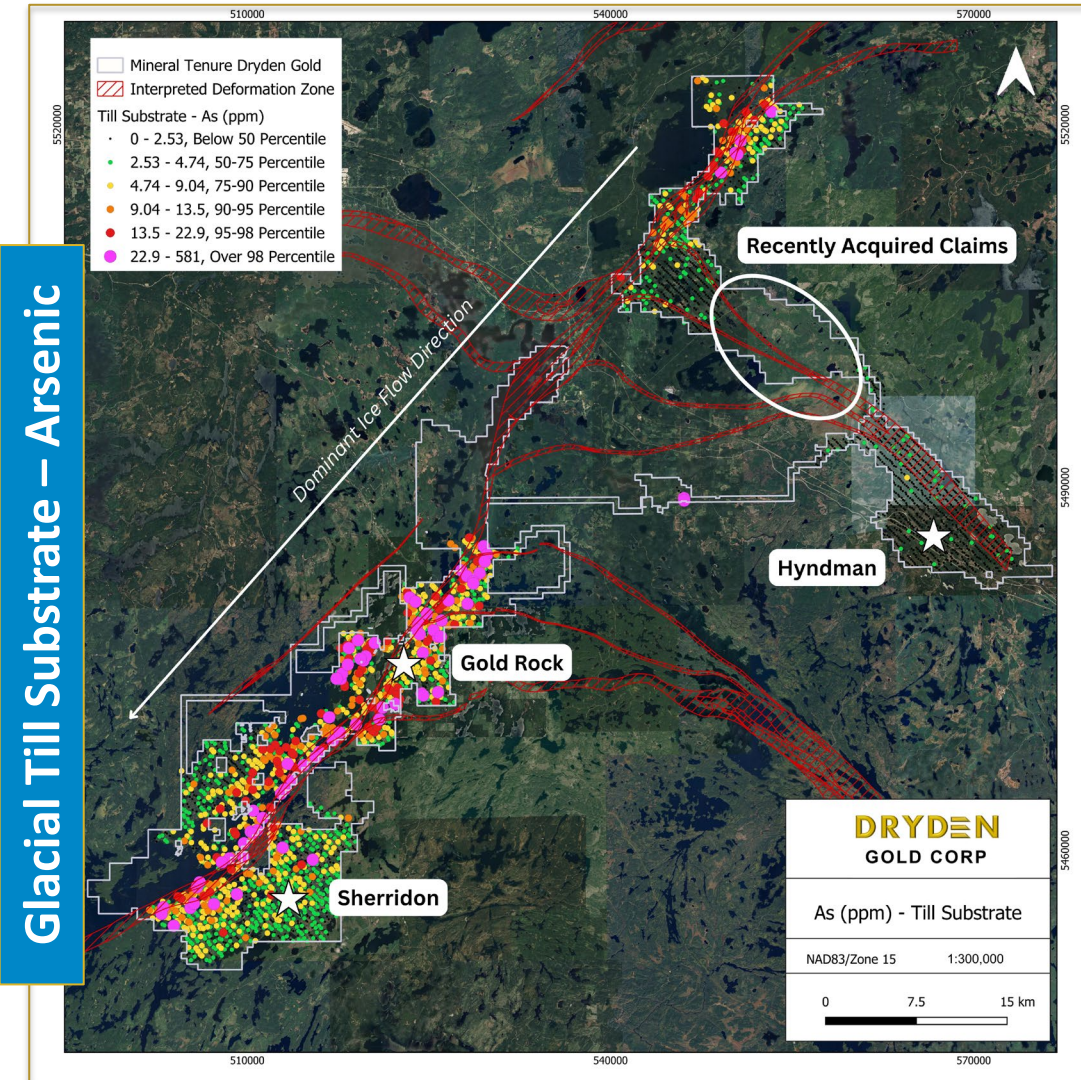 510000
540000
570000
Mineral Tenure Dryden Gold
Interpreted Deformation Zone
Till Substrate - As (ppm)
0 - 2.53, Below 50 Percentile
2.53 - 4.74, 50-75 Percentile
4.74 - 9.04, 75-90 Percentile
9.04 - 13.5, 90-95 Percentile
13.5 - 22.9, 95-98 Percentile
22.9 - 581, Over 98 Percentile
5520000
5520000
Recently Acquired Claims
Dominant Ice Flow Direction
Glacial Till Substrate – Arsenic
5490000
Hyndman
Gold Rock
Sherridon
5460000
DRYDEN
GOLD CORP
As (ppm) - Till Substrate
NAD83/Zone 15
1:300,000
0
7.5
15 km
510000
540000
570000